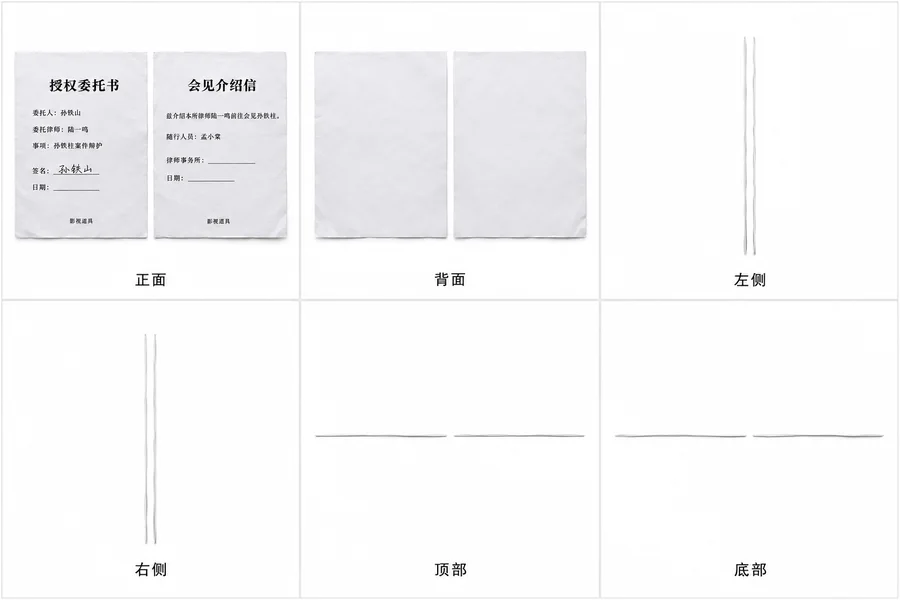 授权委托书
委托人：孙铁山
委托律师：陆一鸣
事项：孙铁柱案件辩护
签名：孙铁山
日期：
影视道具
会见介绍信
兹介绍本所律师陆一鸣前往会见孙铁柱。
随行人员：孟小棠
律师事务所：
日期：
影视道具
正面
背面
左侧
右侧
顶部
底部